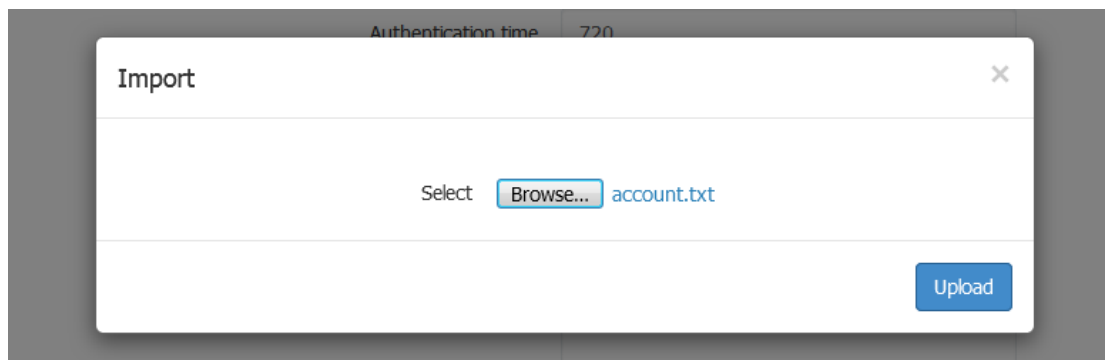 Authentication time 720
Import ×
Select Browse... account.txt
Upload